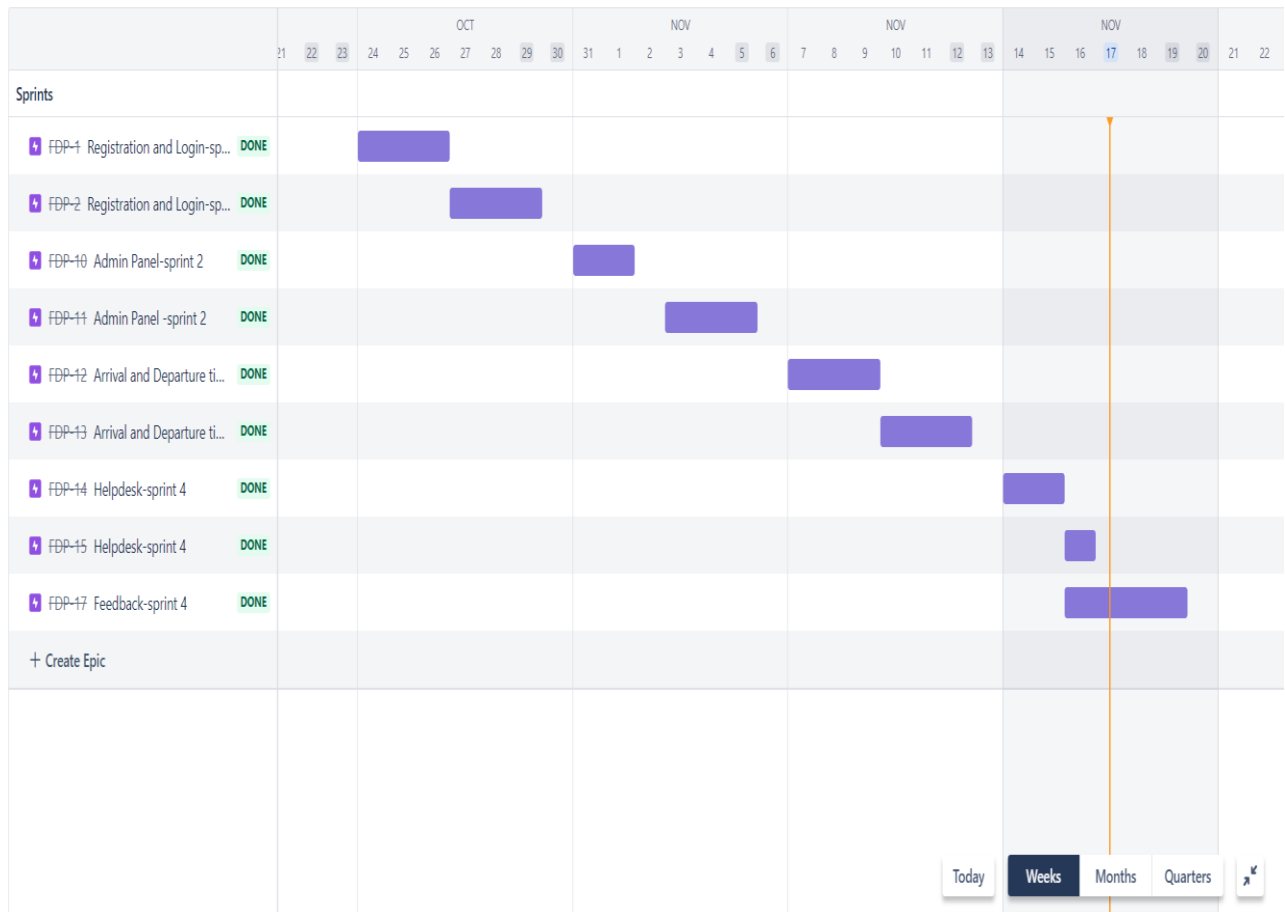 OCT NOV NOV NOV
21 22 23 24 25 26 27 28 29 30 31 1 2 3 4 5 6 7 8 9 10 11 12 13 14 15 16 17 18 19 20 21 22
Sprints
FDP-1 Registration and Login-sp... DONE
FDP-2 Registration and Login-sp... DONE
FDP-10 Admin Panel-sprint 2 DONE
FDP-11 Admin Panel -sprint 2 DONE
FDP-12 Arrival and Departure ti... DONE
FDP-13 Arrival and Departure ti... DONE
FDP-14 Helpdesk-sprint 4 DONE
FDP-15 Helpdesk-sprint 4 DONE
FDP-17 Feedback-sprint 4 DONE
+ Create Epic
Today Weeks Months Quarters